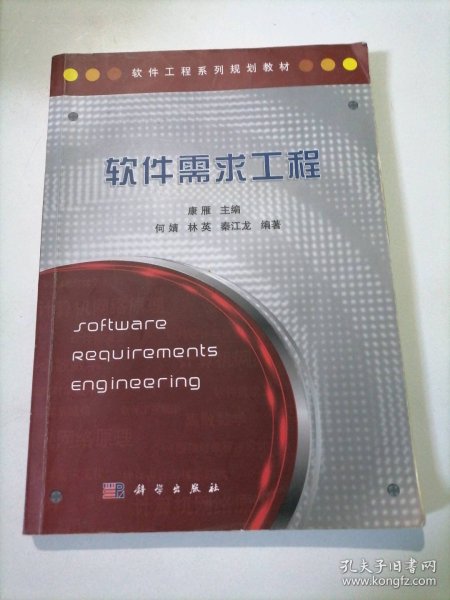 软件工程系列规划教材
软件需求工程
康雁 主编
何婧 林英 秦江龙 编著
Software
Requirements
Engineering
科学出版社
孔夫子旧书网
www.kongfz.com